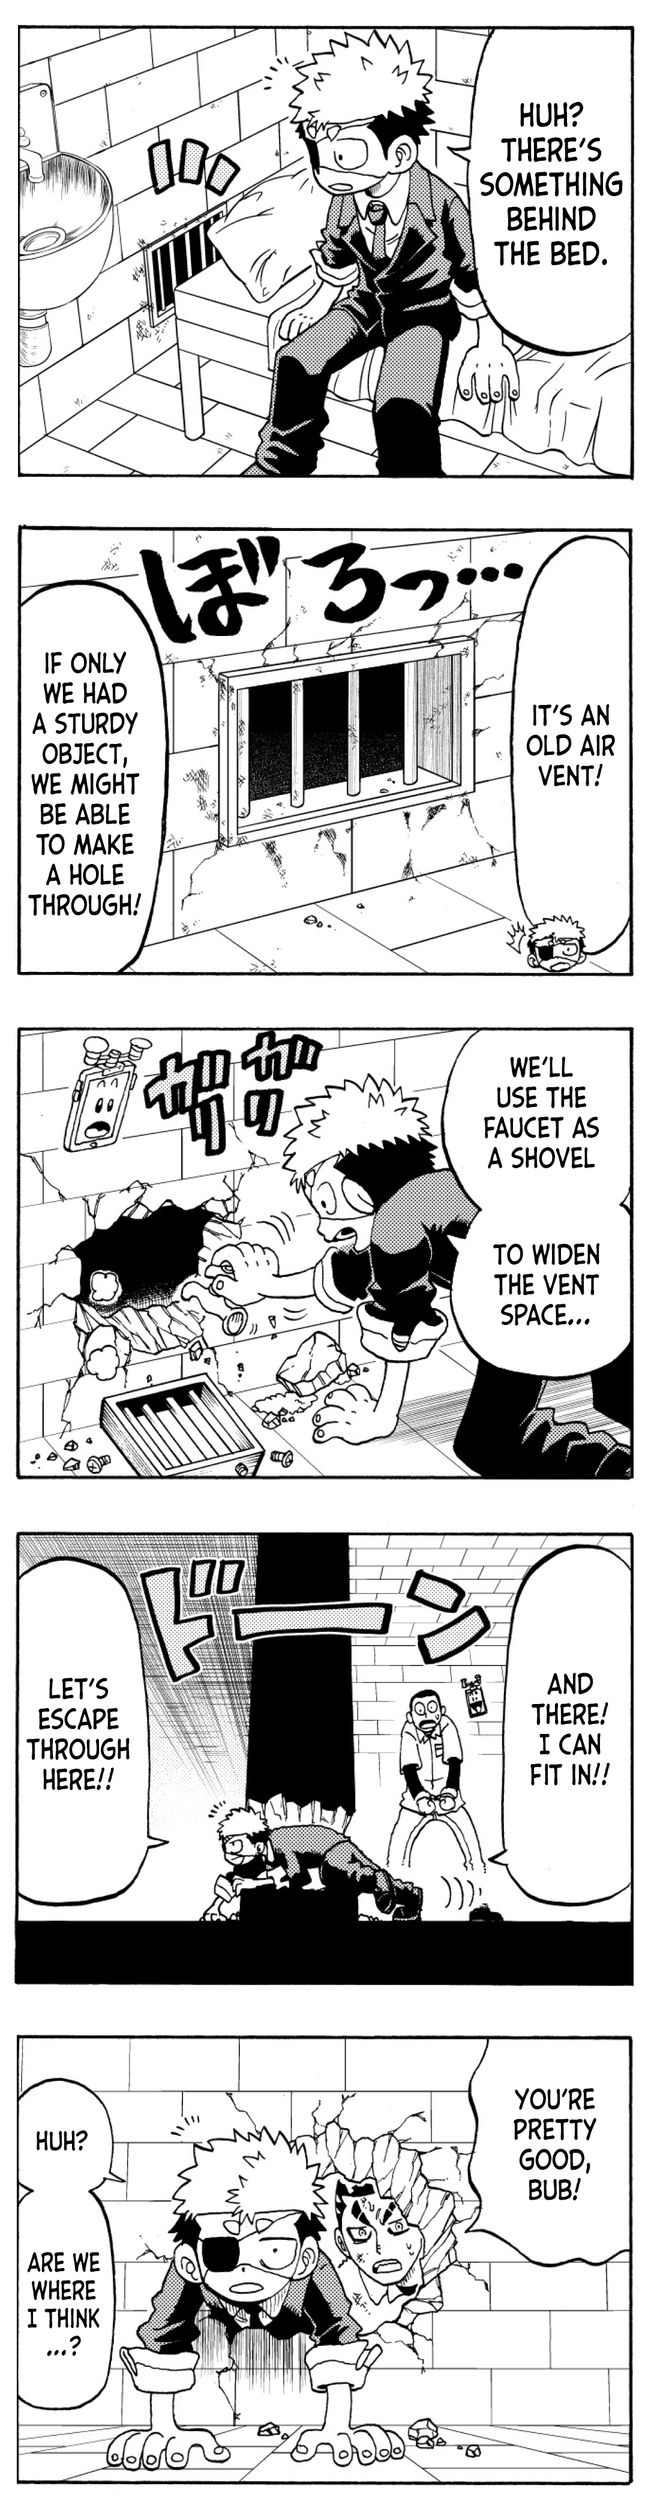 HUH?
THERE'S
SOMETHING
BEHIND
THE BED.
ぼろっ…
IT'S AN
OLD AIR
VENT!
IF ONLY
WE HAD
A STURDY
OBJECT,
WE MIGHT
BE ABLE
TO MAKE
A HOLE
THROUGH!
ガッ
ガリッ
WE'LL
USE THE
FAUCET AS
A SHOVEL
TO WIDEN
THE VENT
SPACE...
ドーン
AND
THERE!
I CAN
FIT IN!!
LET'S
ESCAPE
THROUGH
HERE!!
YOU'RE
PRETTY
GOOD,
BUB!
HUH?
ARE WE
WHERE
I THINK
...?